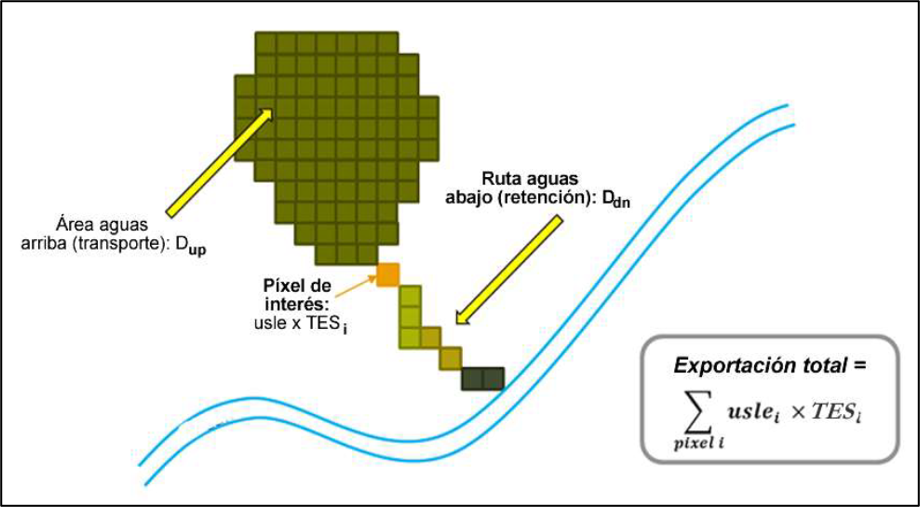 Área aguas
arriba (transporte): Dup
Ruta aguas
abajo (retención): Ddn
Píxel de
interés:
usle x TESi
Exportación total =
∑ uslei × TESi
pixel i